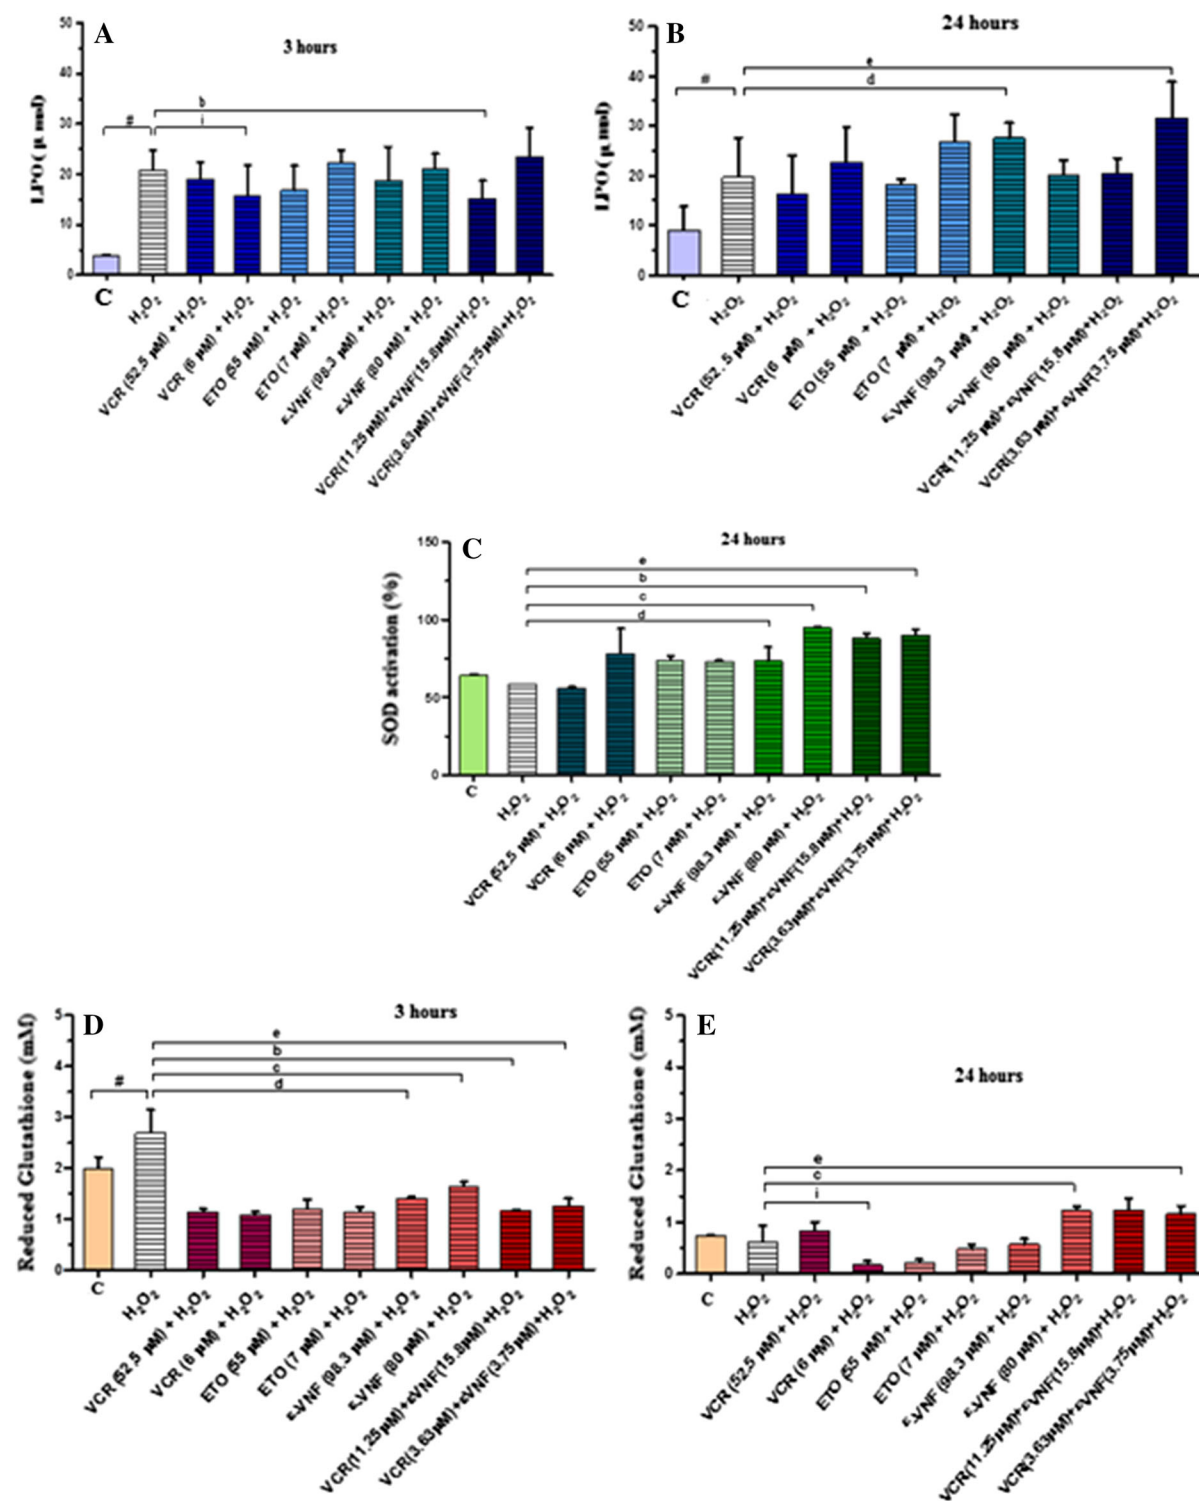 A
3 hours
LPO ( µ mol)
50
40
30
20
10
0
b
#
i
C
H₂O₂
VCR (52,5 µM) + H₂O₂
VCR (6 µM) + H₂O₂
ETO (55 µM) + H₂O₂
ETO (7 µM) + H₂O₂
ε-VNF (98.3 µM) + H₂O₂
ε-VNF (80 µM) + H₂O₂
VCR(11,25µM)+εVNF(15.8µM)+H₂O₂
VCR(3.63µM)+εVNF(3.75µM)+H₂O₂
B
24 hours
LPO ( µ mol)
50
40
30
20
10
0
e
#
d
C
H₂O₂
VCR (52,5 µM) + H₂O₂
VCR (6 µM) + H₂O₂
ETO (55 µM) + H₂O₂
ETO (7 µM) + H₂O₂
ε-VNF (98.3 µM) + H₂O₂
ε-VNF (80 µM) + H₂O₂
VCR(11,25 µM)+εVNF(15.8µM)+H₂O₂
VCR(3.63 µM)+εVNF(3.75 µM)+H₂O₂
C
24 hours
SOD activation (%)
150
100
50
0
e
b
c
d
C
H₂O₂
VCR (52,5 µM) + H₂O₂
VCR (6 µM) + H₂O₂
ETO (55 µM) + H₂O₂
ETO (7 µM) + H₂O₂
ε-VNF (98.3 µM) + H₂O₂
ε-VNF (80 µM) + H₂O₂
VCR(11,25µM)+εVNF(15.8µM)+H₂O₂
VCR(3.63µM)+εVNF(3.75µM)+H₂O₂
D
3 hours
Reduced Glutathione (mM)
5
4
3
2
1
0
e
b
c
#
d
C
H₂O₂
VCR (52,5 µM) + H₂O₂
VCR (6 µM) + H₂O₂
ETO (55 µM) + H₂O₂
ETO (7 µM) + H₂O₂
ε-VNF (98.3 µM) + H₂O₂
ε-VNF (80 µM) + H₂O₂
VCR(11,25µM)+εVNF(15.8µM)+H₂O₂
VCR(3.63µM)+εVNF(3.75µM)+H₂O₂
E
24 hours
Reduced Glutathione (mM)
5
4
3
2
1
0
e
c
i
C
H₂O₂
VCR (52,5 µM) + H₂O₂
VCR (6 µM) + H₂O₂
ETO (55 µM) + H₂O₂
ETO (7 µM) + H₂O₂
ε-VNF (98.3 µM) + H₂O₂
ε-VNF (80 µM) + H₂O₂
VCR(11,25µM)+εVNF(15.8µM)+H₂O₂
VCR(3.63µM)+εVNF(3.75µM)+H₂O₂